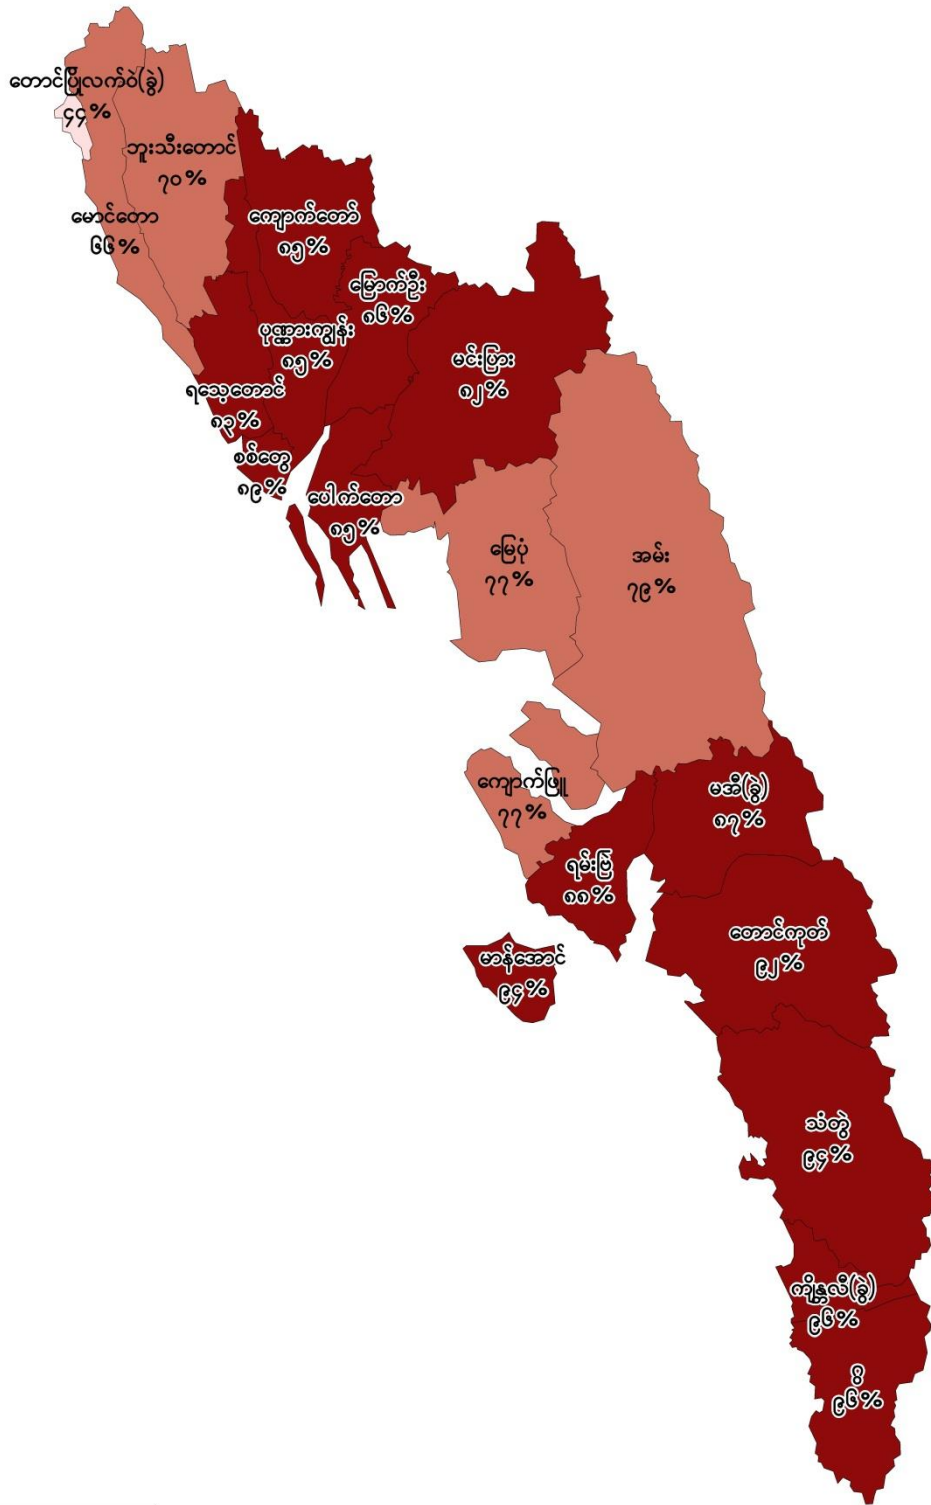 တောင်ပြိုလက်ဝဲ(ခွဲ)
၄၄%
ဘူးသီးတောင်
၇၀%
မောင်တော
၆၆%
ကျောက်တော်
၈၅%
မြောက်ဦး
၈၆%
ပုဏ္ဏားကျွန်း
၈၅%
မင်းပြား
၈၂%
ရသေ့တောင်
၈၃%
စစ်တွေ
၈၉%
ပေါက်တော
၈၅%
မြေပုံ
၇၇%
အမ်း
၇၉%
ကျောက်ဖြူ
၇၇%
မအီ(ခွဲ)
၈၇%
ရမ်းဗြဲ
၈၈%
တောင်ကုတ်
၉၂%
မာန်အောင်
၉၄%
သံတွဲ
၉၄%
ကျိန္တလီ(ခွဲ)
၉၆%
ဂွ
၉၆%